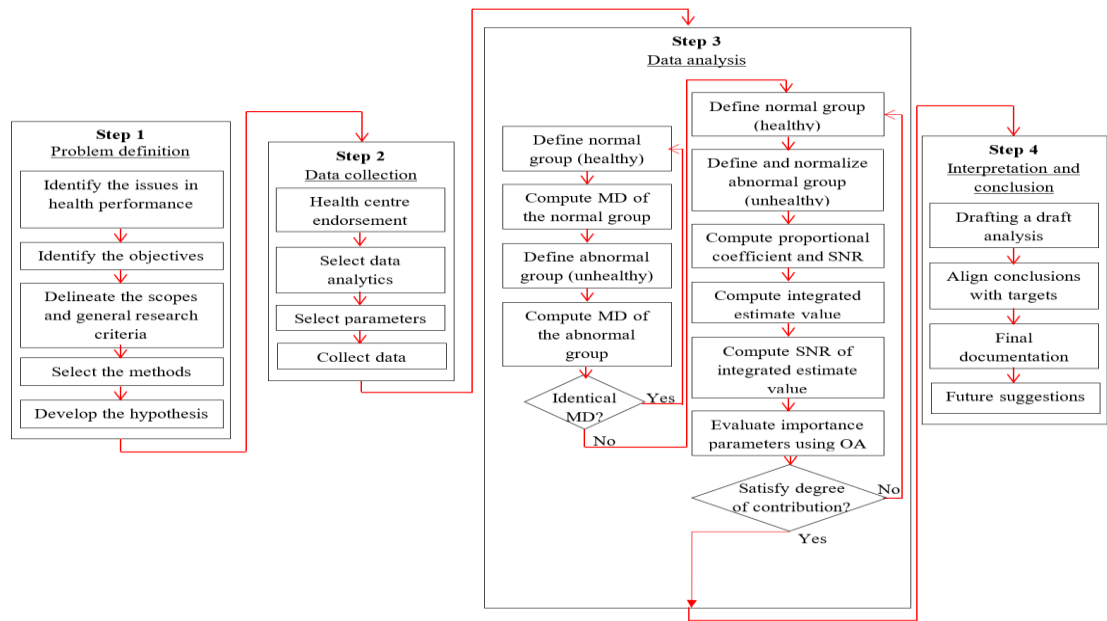 Step 1
Problem definition
Identify the issues in
health performance
Identify the objectives
Delineate the scopes
and general research
criteria
Select the methods
Develop the hypothesis
Step 2
Data collection
Health centre
endorsement
Select data
analytics
Select parameters
Collect data
Step 3
Data analysis
Define normal
group (healthy)
Compute MD of
the normal group
Define abnormal
group (unhealthy)
Compute MD of
the abnormal
group
Identical
MD?
Yes
No
Define normal group
(healthy)
Define and normalize
abnormal group
(unhealthy)
Compute proportional
coefficient and SNR
Compute integrated
estimate value
Compute SNR of
integrated estimate
value
Evaluate importance
parameters using OA
Satisfy degree
of contribution?
No
Yes
Step 4
Interpretation and
conclusion
Drafting a draft
analysis
Align conclusions
with targets
Final
documentation
Future suggestions